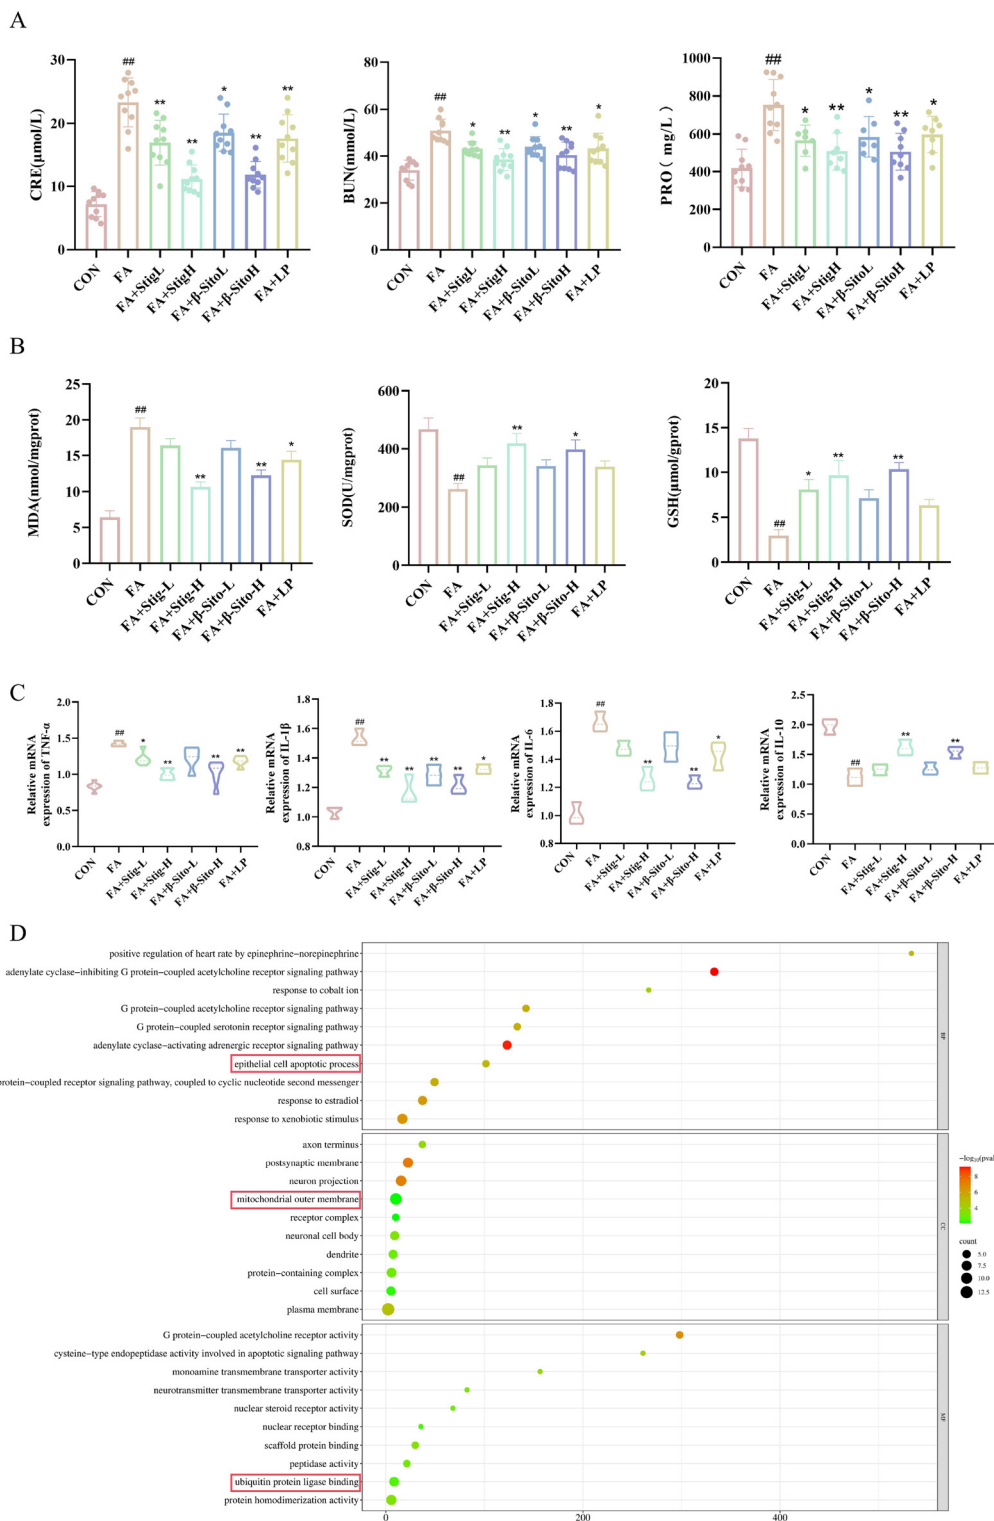 A
CRE(μmol/L)
30
20
10
0
##
**
**
*
**
**
CON
FA
FA+StigL
FA+StigH
FA+β-SitoL
FA+β-SitoH
FA+LP
BUN(mmol/L)
80
60
40
20
0
##
*
**
*
**
*
CON
FA
FA+StigL
FA+StigH
FA+β-SitoL
FA+β-SitoH
FA+LP
PRO ( mg/L )
1000
800
600
400
200
0
##
*
**
*
**
*
CON
FA
FA+StigL
FA+StigH
FA+β-SitoL
FA+β-SitoH
FA+LP
B
MDA(nmol/mgprot)
25
20
15
10
5
0
##
**
**
*
CON
FA
FA+Stig-L
FA+Stig-H
FA+β-Sito-L
FA+β-Sito-H
FA+LP
SOD(U/mgprot)
600
400
200
0
##
**
*
CON
FA
FA+Stig-L
FA+Stig-H
FA+β-Sito-L
FA+β-Sito-H
FA+LP
GSH(μmol/gprot)
20
15
10
5
0
##
*
**
**
CON
FA
FA+Stig-L
FA+Stig-H
FA+β-Sito-L
FA+β-Sito-H
FA+LP
C
Relative mRNA
expression of TNF-α
2.0
1.5
1.0
0.5
0.0
##
*
**
**
**
CON
FA
FA+Stig-L
FA+Stig-H
FA+β-Sito-L
FA+β-Sito-H
FA+LP
Relative mRNA
expression of IL-1β
1.8
1.6
1.4
1.2
1.0
0.8
##
**
**
**
**
*
CON
FA
FA+Stig-L
FA+Stig-H
FA+β-Sito-L
FA+β-Sito-H
FA+LP
Relative mRNA
expression of IL-6
1.8
1.6
1.4
1.2
1.0
0.8
##
**
**
*
CON
FA
FA+Stig-L
FA+Stig-H
FA+β-Sito-L
FA+β-Sito-H
FA+LP
Relative mRNA
expression of IL-10
2.5
2.0
1.5
1.0
0.5
0.0
##
**
**
CON
FA
FA+Stig-L
FA+Stig-H
FA+β-Sito-L
FA+β-Sito-H
FA+LP
D
positive regulation of heart rate by epinephrine−norepinephrine
adenylate cyclase−inhibiting G protein−coupled acetylcholine receptor signaling pathway
response to cobalt ion
G protein−coupled acetylcholine receptor signaling pathway
G protein−coupled serotonin receptor signaling pathway
adenylate cyclase−activating adrenergic receptor signaling pathway
epithelial cell apoptotic process
protein−coupled receptor signaling pathway, coupled to cyclic nucleotide second messenger
response to estradiol
response to xenobiotic stimulus
BP
axon terminus
postsynaptic membrane
neuron projection
mitochondrial outer membrane
receptor complex
neuronal cell body
dendrite
protein−containing complex
cell surface
plasma membrane
CC
G protein−coupled acetylcholine receptor activity
cysteine−type endopeptidase activity involved in apoptotic signaling pathway
monoamine transmembrane transporter activity
neurotransmitter transmembrane transporter activity
nuclear steroid receptor activity
nuclear receptor binding
scaffold protein binding
peptidase activity
ubiquitin protein ligase binding
protein homodimerization activity
MF
0
200
400
−log10(pval
8
6
4
count
5.0
7.5
10.0
12.5